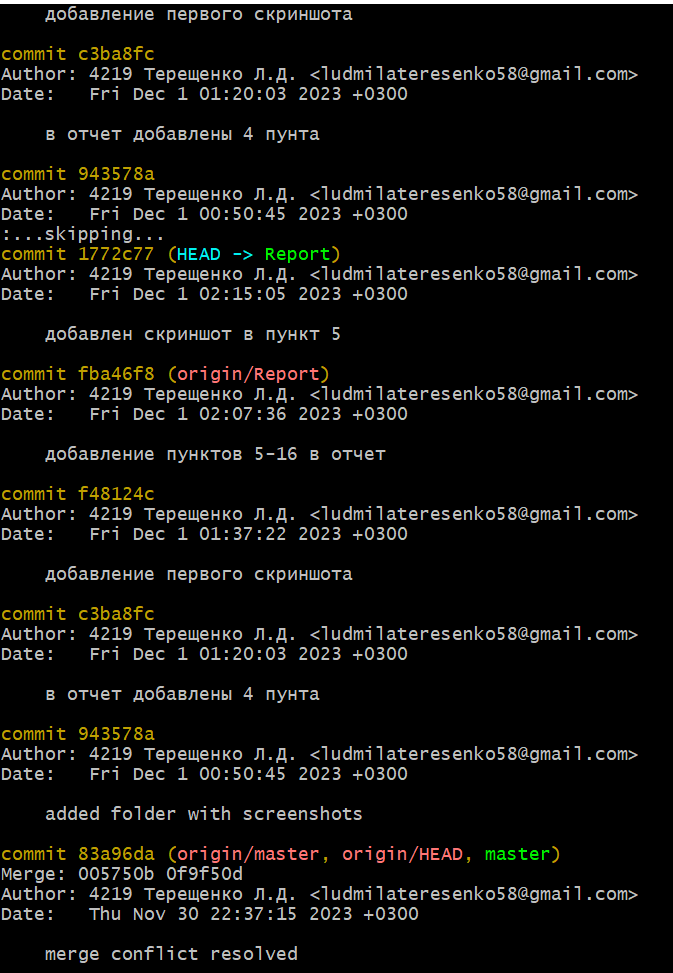 добавление первого скриншота
commit c3ba8fc
Author: 4219 Терещенко Л.Д. <ludmilateresenko58@gmail.com>
Date:   Fri Dec 1 01:20:03 2023 +0300
в отчет добавлены 4 пунта
commit 943578a
Author: 4219 Терещенко Л.Д. <ludmilateresenko58@gmail.com>
Date:   Fri Dec 1 00:50:45 2023 +0300
:...skipping...
commit 1772c77 (HEAD -> Report)
Author: 4219 Терещенко Л.Д. <ludmilateresenko58@gmail.com>
Date:   Fri Dec 1 02:15:05 2023 +0300
добавлен скриншот в пункт 5
commit fba46f8 (origin/Report)
Author: 4219 Терещенко Л.Д. <ludmilateresenko58@gmail.com>
Date:   Fri Dec 1 02:07:36 2023 +0300
добавление пунктов 5-16 в отчет
commit f48124c
Author: 4219 Терещенко Л.Д. <ludmilateresenko58@gmail.com>
Date:   Fri Dec 1 01:37:22 2023 +0300
добавление первого скриншота
commit c3ba8fc
Author: 4219 Терещенко Л.Д. <ludmilateresenko58@gmail.com>
Date:   Fri Dec 1 01:20:03 2023 +0300
в отчет добавлены 4 пунта
commit 943578a
Author: 4219 Терещенко Л.Д. <ludmilateresenko58@gmail.com>
Date:   Fri Dec 1 00:50:45 2023 +0300
added folder with screenshots
commit 83a96da (origin/master, origin/HEAD, master)
Merge: 005750b 0f9f50d
Author: 4219 Терещенко Л.Д. <ludmilateresenko58@gmail.com>
Date:   Thu Nov 30 22:37:15 2023 +0300
merge conflict resolved